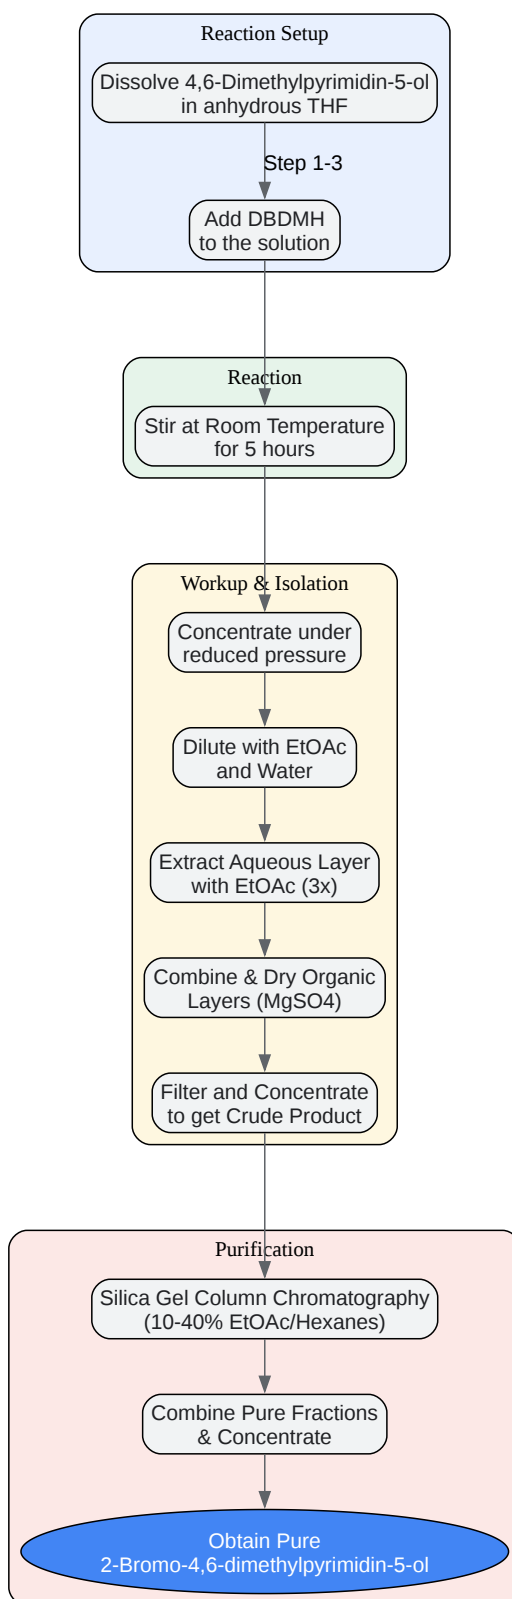 Reaction Setup
Dissolve 4,6-Dimethylpyrimidin-5-ol
in anhydrous THF
Step 1-3
Add DBDMH
to the solution
Reaction
Stir at Room Temperature
for 5 hours
Workup & Isolation
Concentrate under
reduced pressure
Dilute with EtOAc
and Water
Extract Aqueous Layer
with EtOAc (3x)
Combine & Dry Organic
Layers (MgSO4)
Filter and Concentrate
to get Crude Product
Purification
Silica Gel Column Chromatography
(10-40% EtOAc/Hexanes)
Combine Pure Fractions
& Concentrate
Obtain Pure
2-Bromo-4,6-dimethylpyrimidin-5-ol